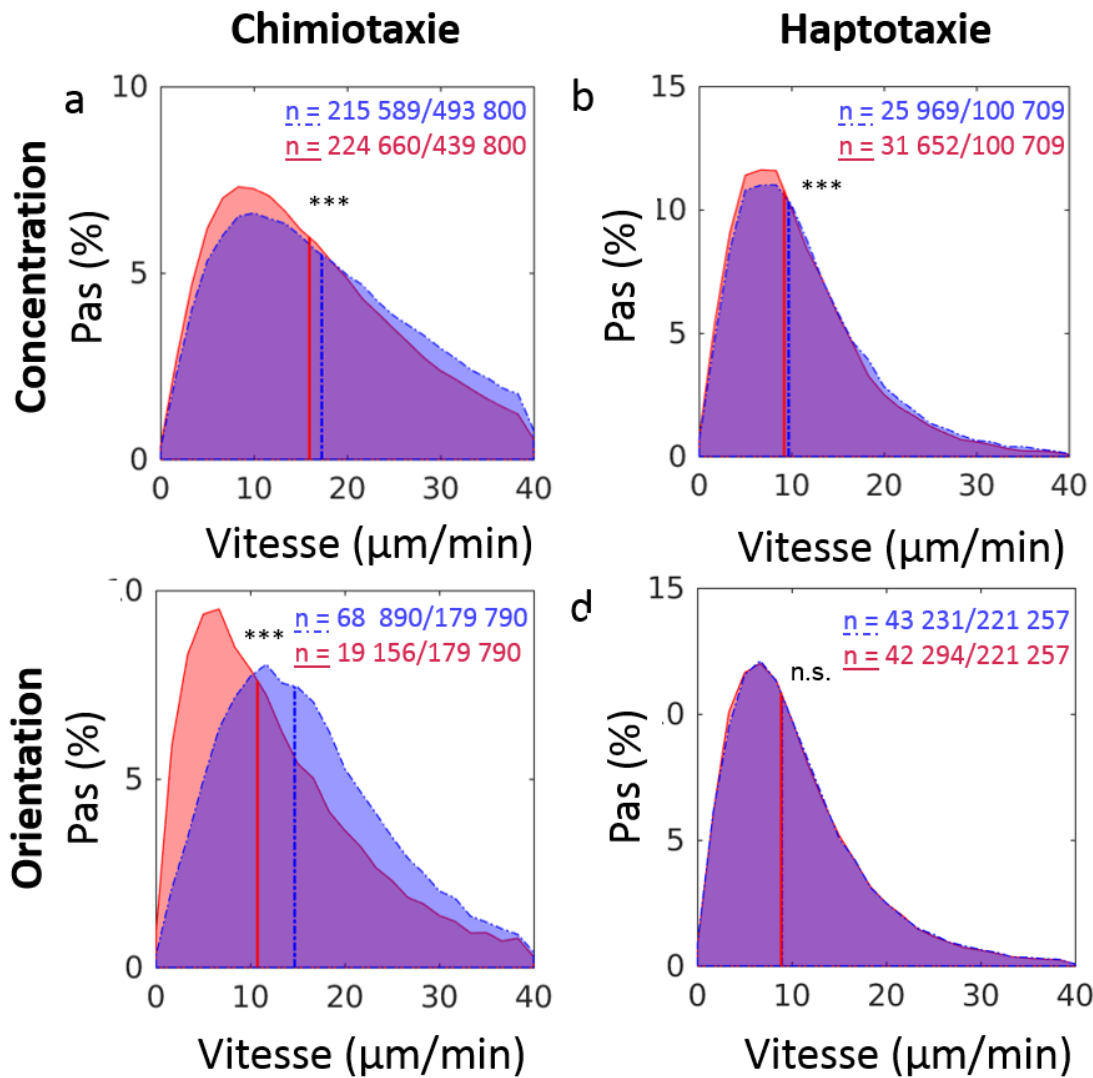 Chimiotaxie
Haptotaxie
Concentration
Orientation
a
10
5
0
Pas (%)
n = 215 589/493 800
n = 224 660/439 800
***
0 10 20 30 40
Vitesse (µm/min)
b
15
10
5
0
Pas (%)
n = 25 969/100 709
n = 31 652/100 709
***
0 10 20 30 40
Vitesse (µm/min)
0
5
0
Pas (%)
n = 68 890/179 790
n = 19 156/179 790
***
0 10 20 30 40
Vitesse (µm/min)
d
15
10
5
0
Pas (%)
n = 43 231/221 257
n = 42 294/221 257
n.s.
0 10 20 30 40
Vitesse (µm/min)